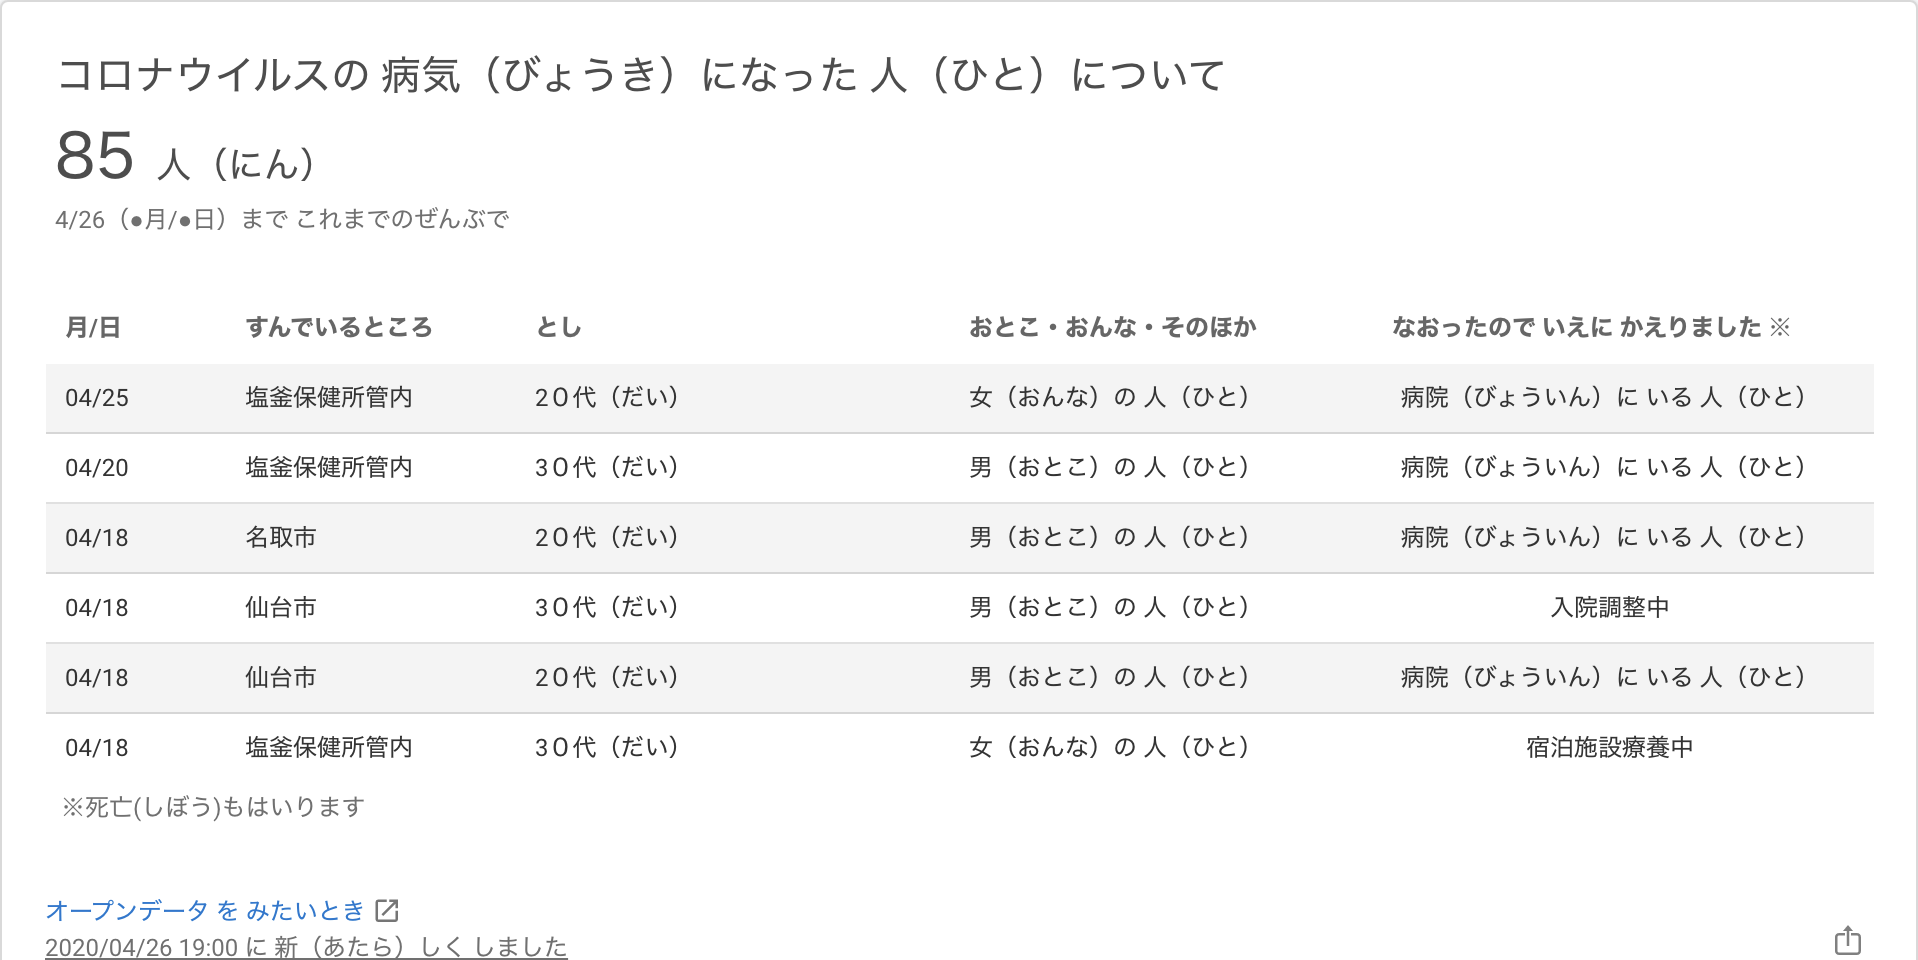 コロナウイルスの 病気（びょうき）になった 人（ひと）について
85 人（にん）
4/26（●月/●日）まで これまでのぜんぶで
月/日 すんでいるところ とし おとこ・おんな・そのほか なおったので いえに かえりました ※
04/25 塩釜保健所管内 2０代（だい） 女（おんな）の 人（ひと） 病院（びょういん）に いる 人（ひと）
04/20 塩釜保健所管内 3０代（だい） 男（おとこ）の 人（ひと） 病院（びょういん）に いる 人（ひと）
04/18 名取市 2０代（だい） 男（おとこ）の 人（ひと） 病院（びょういん）に いる 人（ひと）
04/18 仙台市 3０代（だい） 男（おとこ）の 人（ひと） 入院調整中
04/18 仙台市 2０代（だい） 男（おとこ）の 人（ひと） 病院（びょういん）に いる 人（ひと）
04/18 塩釜保健所管内 3０代（だい） 女（おんな）の 人（ひと） 宿泊施設療養中
※死亡(しぼう)もはいります
オープンデータ を みたいとき
2020/04/26 19:00 に 新（あたら）しく しました